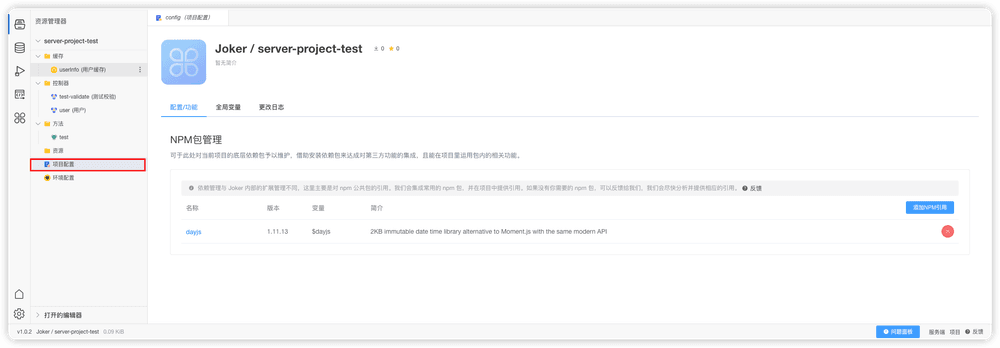 资源管理器
config（项目配置）
server-project-test
缓存
userInfo (用户缓存)
控制器
test-validate (测试校验)
user (用户)
方法
test
资源
项目配置
环境配置
Joker / server-project-test
0
0
暂无简介
配置/功能
全局变量
更改日志
NPM包管理
可于此处对当前项目的底层依赖包予以维护，借助安装依赖包来达成对第三方功能的集成，且能在项目里运用包内的相关功能。
依赖管理与 Joker 内部的扩展管理不同，这里主要是对 npm 公共包的引用，我们会集成常用的 npm 包，并在项目中提供引用。如果没有你需要的 npm 包，可以反馈给我们，我们会尽快分析并提供相应的引用。
反馈
名称
版本
变量
简介
添加NPM引用
dayjs
1.11.13
$dayjs
2KB immutable date time library alternative to Moment.js with the same modern API
打开的编辑器
v1.0.2
Joker / server-project-test
0.09 KiB
问题面板
服务端
项目
反馈